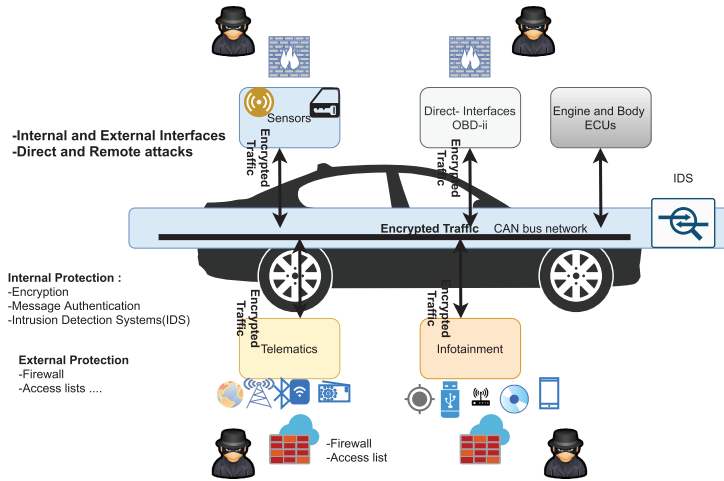 Sensors
Direct- Interfaces
OBD-ii
Engine and Body
ECUs
-Internal and External Interfaces
-Direct and Remote attacks
Encrypted
Traffic
Encrypted
Traffic
IDS
Encrypted Traffic CAN bus network
Internal Protection :
-Encryption
-Message Authentication
-Intrusion Detection Systems(IDS)
Encrypted
Traffic
Encrypted
Traffic
Telematics
Infotainment
External Protection
-Firewall
-Access lists ....
-Firewall
-Access list